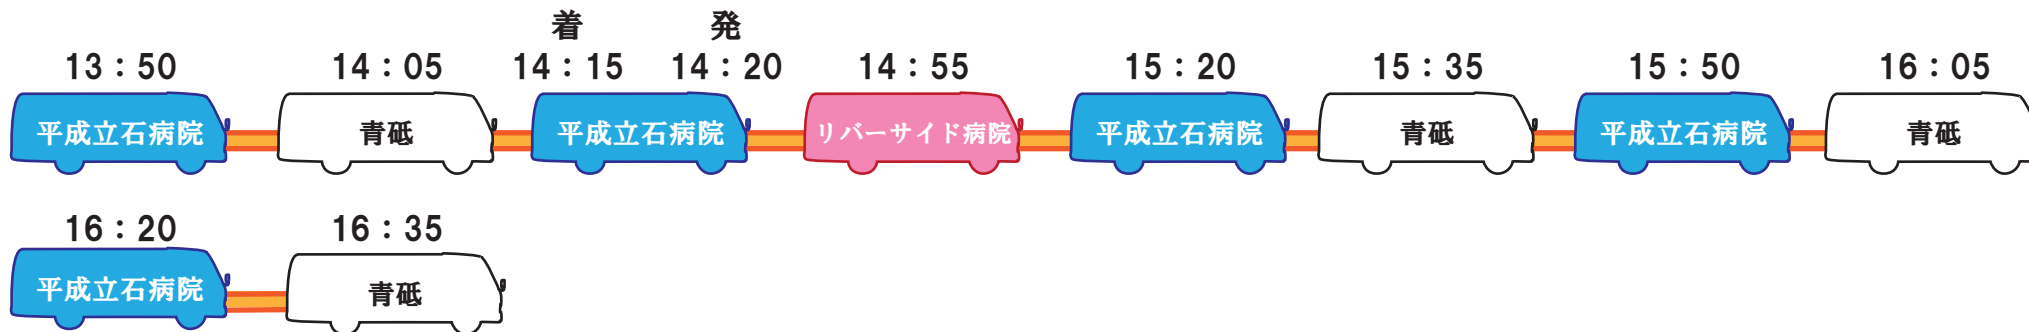 着 発
13：50 14：05 14：15 14：20 14：55 15：20 15：35 15：50 16：05
平成立石病院 青砥 平成立石病院 リバーサイド病院 平成立石病院 青砥 平成立石病院 青砥
16：20 16：35
平成立石病院 青砥